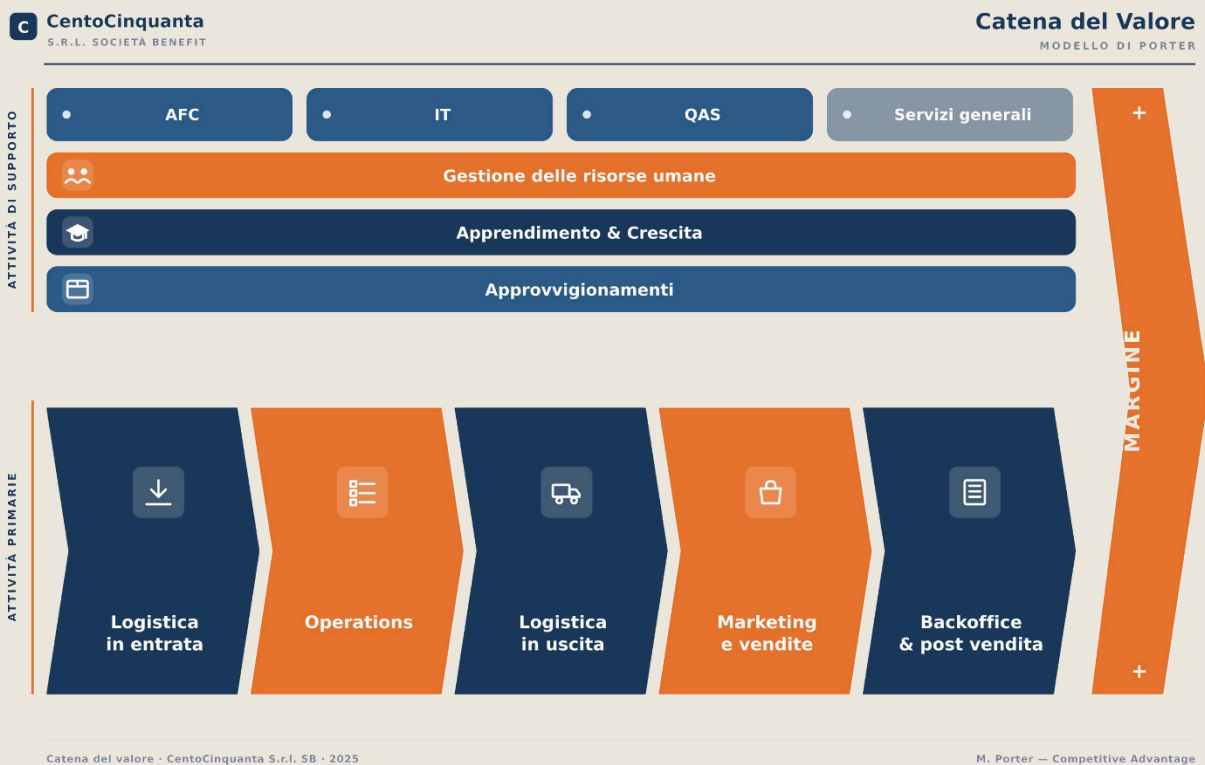 C
CentoCinquanta
S.R.L. SOCIETÀ BENEFIT
Catena del Valore
MODELLO DI PORTER
ATTIVITÀ DI SUPPORTO
AFC
IT
QAS
Servizi generali
Gestione delle risorse umane
Apprendimento & Crescita
Approvvigionamenti
+
MARGINE
+
ATTIVITÀ PRIMARIE
Logistica
in entrata
Operations
Logistica
in uscita
Marketing
e vendite
Backoffice
& post vendita
Catena del valore · CentoCinquanta S.r.l. SB · 2025
M. Porter — Competitive Advantage